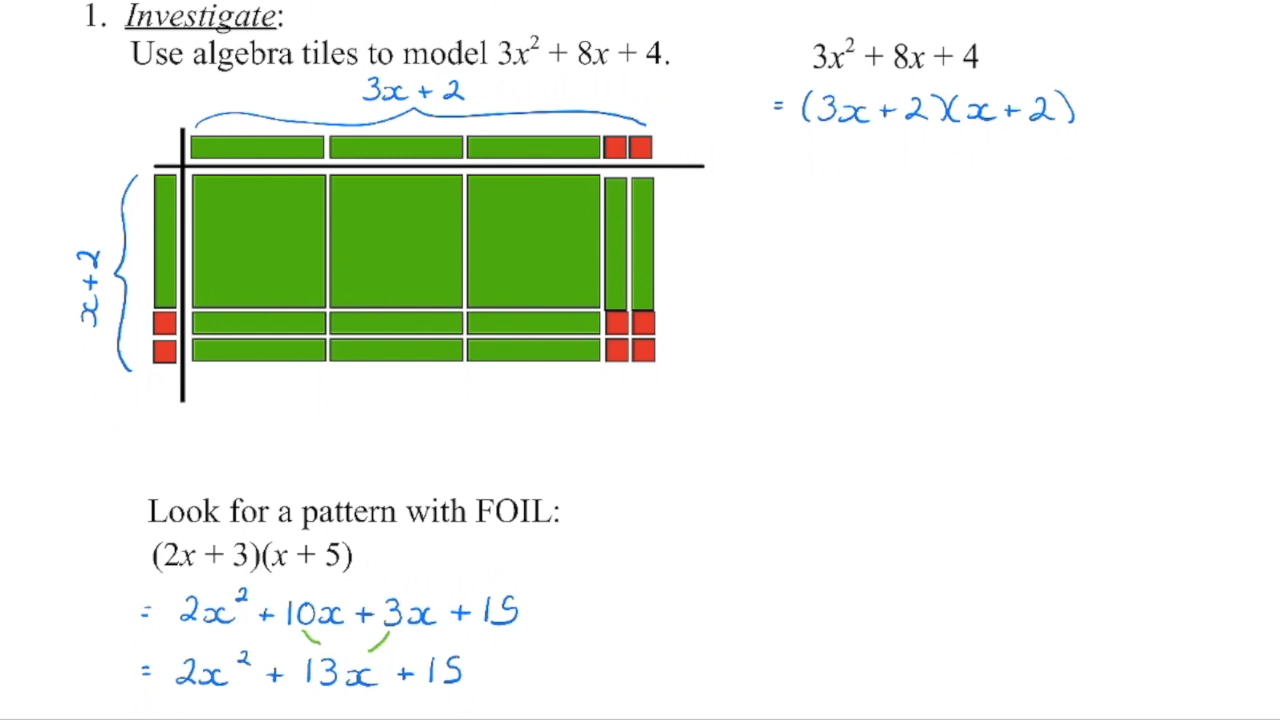 1. Investigate:
Use algebra tiles to model 3x² + 8x + 4.
3x + 2
x + 2
3x² + 8x + 4
= (3x + 2)(x + 2)
Look for a pattern with FOIL:
(2x + 3)(x + 5)
= 2x² + 10x + 3x + 15
= 2x² + 13x + 15